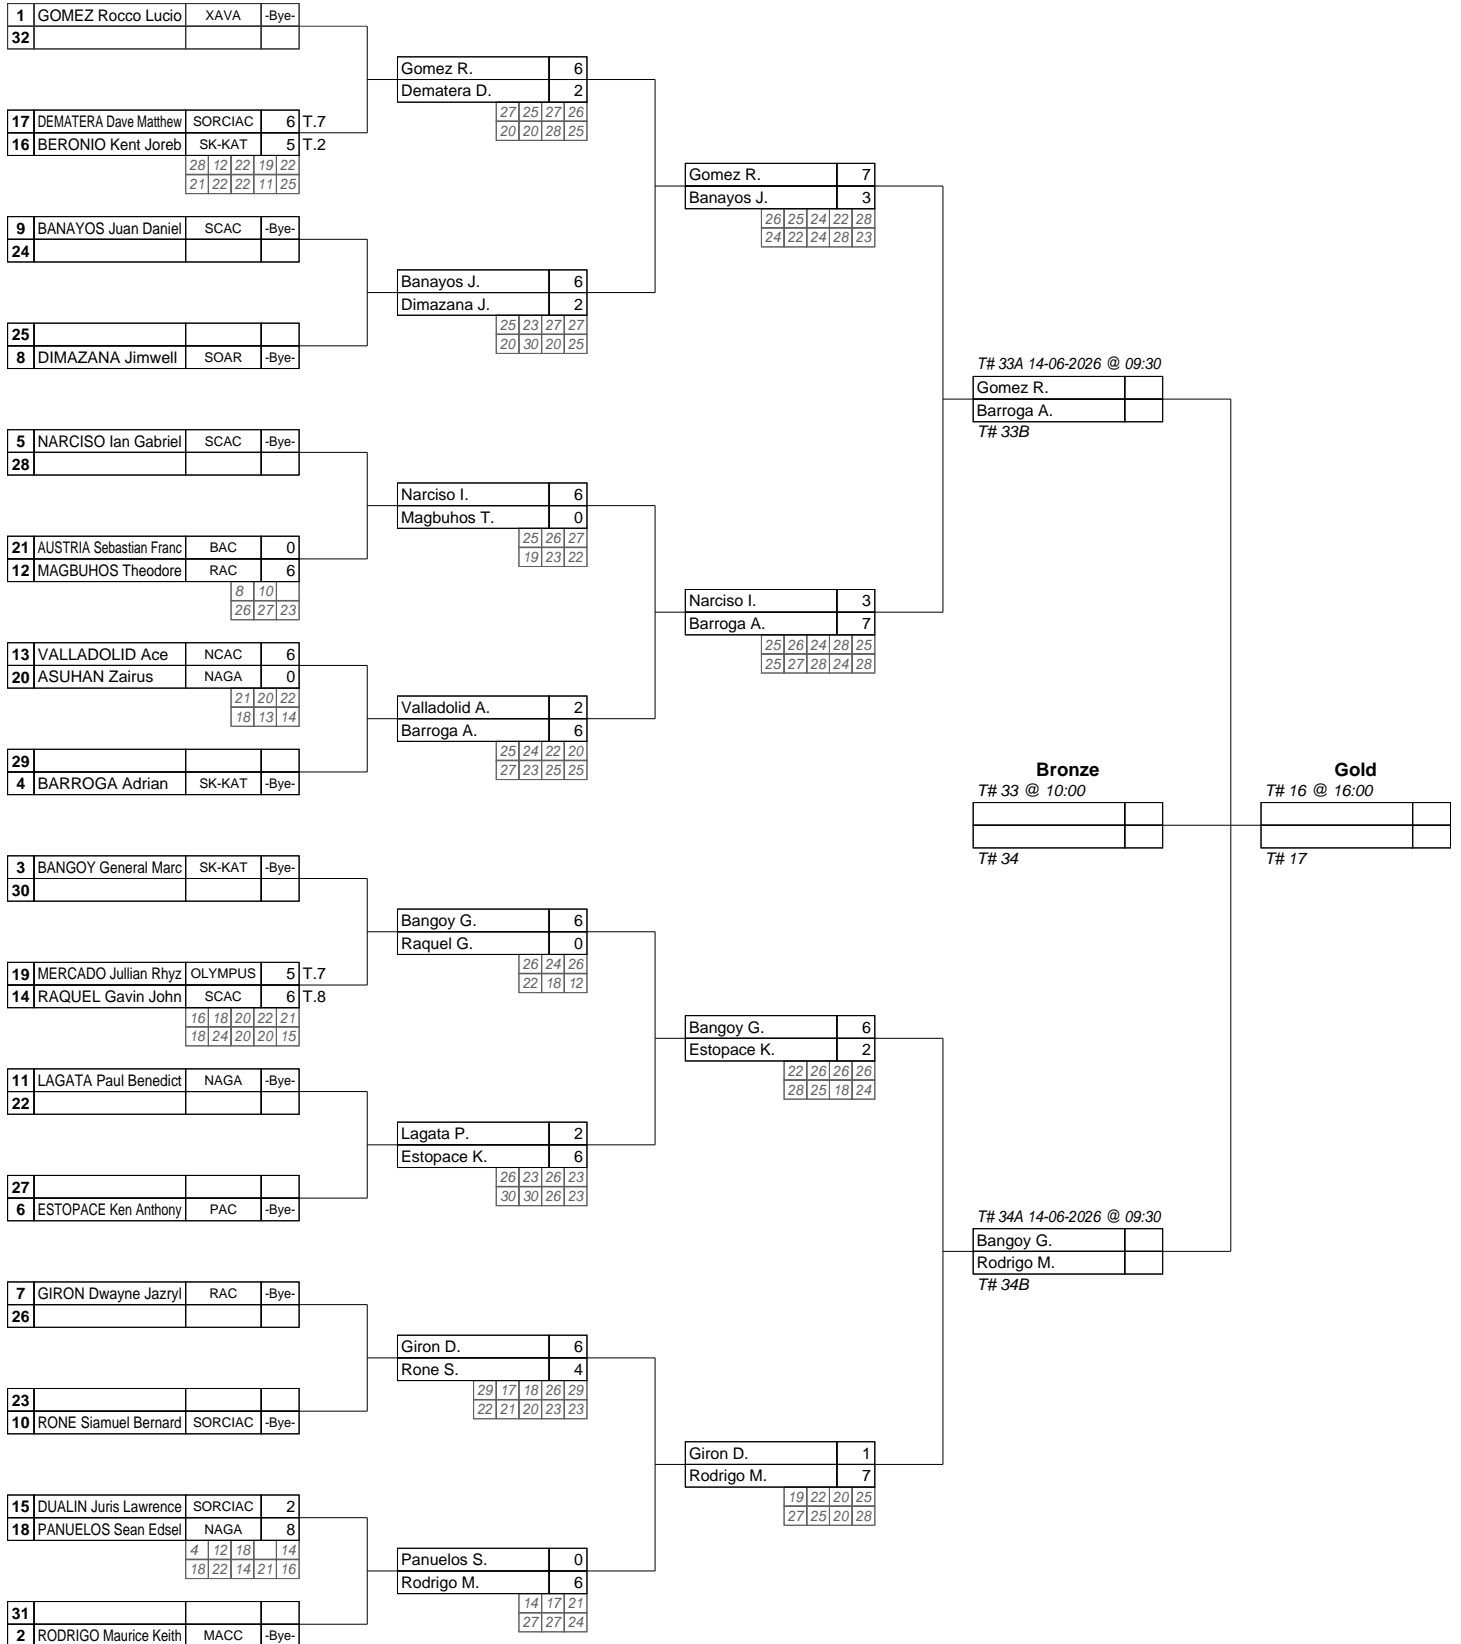 1 GOMEZ Rocco Lucio XAVA -Bye-
32
Gomez R. 6
Dematera D. 2
27 25 27 26
20 20 28 25
17 DEMATERA Dave Matthew SORCIAC 6 T.7
16 BERONIO Kent Joreb SK-KAT 5 T.2
28 12 22 19 22
21 22 22 11 25
Gomez R. 7
Banayos J. 3
26 25 24 22 28
24 22 24 28 23
9 BANAYOS Juan Daniel SCAC -Bye-
24
Banayos J. 6
Dimazana J. 2
25 23 27 27
20 30 20 25
25
8 DIMAZANA Jimwell SOAR -Bye-
T# 33A 14-06-2026 @ 09:30
Gomez R.
Barroga A.
T# 33B
5 NARCISO Ian Gabriel SCAC -Bye-
28
Narciso I. 6
Magbuhos T. 0
25 26 27
19 23 22
21 AUSTRIA Sebastian Franc BAC 0
12 MAGBUHOS Theodore RAC 6
8 10
26 27 23
Narciso I. 3
Barroga A. 7
25 26 24 28 25
25 27 28 24 28
13 VALLADOLID Ace NCAC 6
20 ASUHAN Zairus NAGA 0
21 20 22
18 13 14
Valladolid A. 2
Barroga A. 6
25 24 22 20
27 23 25 25
29
4 BARROGA Adrian SK-KAT -Bye-
Bronze Gold
T# 33 @ 10:00 T# 16 @ 16:00
T# 34 T# 17
3 BANGOY General Marc SK-KAT -Bye-
30
Bangoy G. 6
Raquel G. 0
26 24 26
22 18 12
19 MERCADO Jullian Rhyz OLYMPUS 5 T.7
14 RAQUEL Gavin John SCAC 6 T.8
16 18 20 22 21
18 24 20 20 15
Bangoy G. 6
Estopace K. 2
22 26 26 26
28 25 18 24
11 LAGATA Paul Benedict NAGA -Bye-
22
Lagata P. 2
Estopace K. 6
26 23 26 23
30 30 26 23
27
6 ESTOPACE Ken Anthony PAC -Bye-
T# 34A 14-06-2026 @ 09:30
Bangoy G.
Rodrigo M.
T# 34B
7 GIRON Dwayne Jazryl RAC -Bye-
26
Giron D. 6
Rone S. 4
29 17 18 26 29
22 21 20 23 23
23
10 RONE Siamuel Bernard SORCIAC -Bye-
Giron D. 1
Rodrigo M. 7
19 22 20 25
27 25 20 28
15 DUALIN Juris Lawrence SORCIAC 2
18 PANUELOS Sean Edsel NAGA 8
4 12 18 14
18 22 14 21 16
Panuelos S. 0
Rodrigo M. 6
14 17 21
27 27 24
31
2 RODRIGO Maurice Keith MACC -Bye-